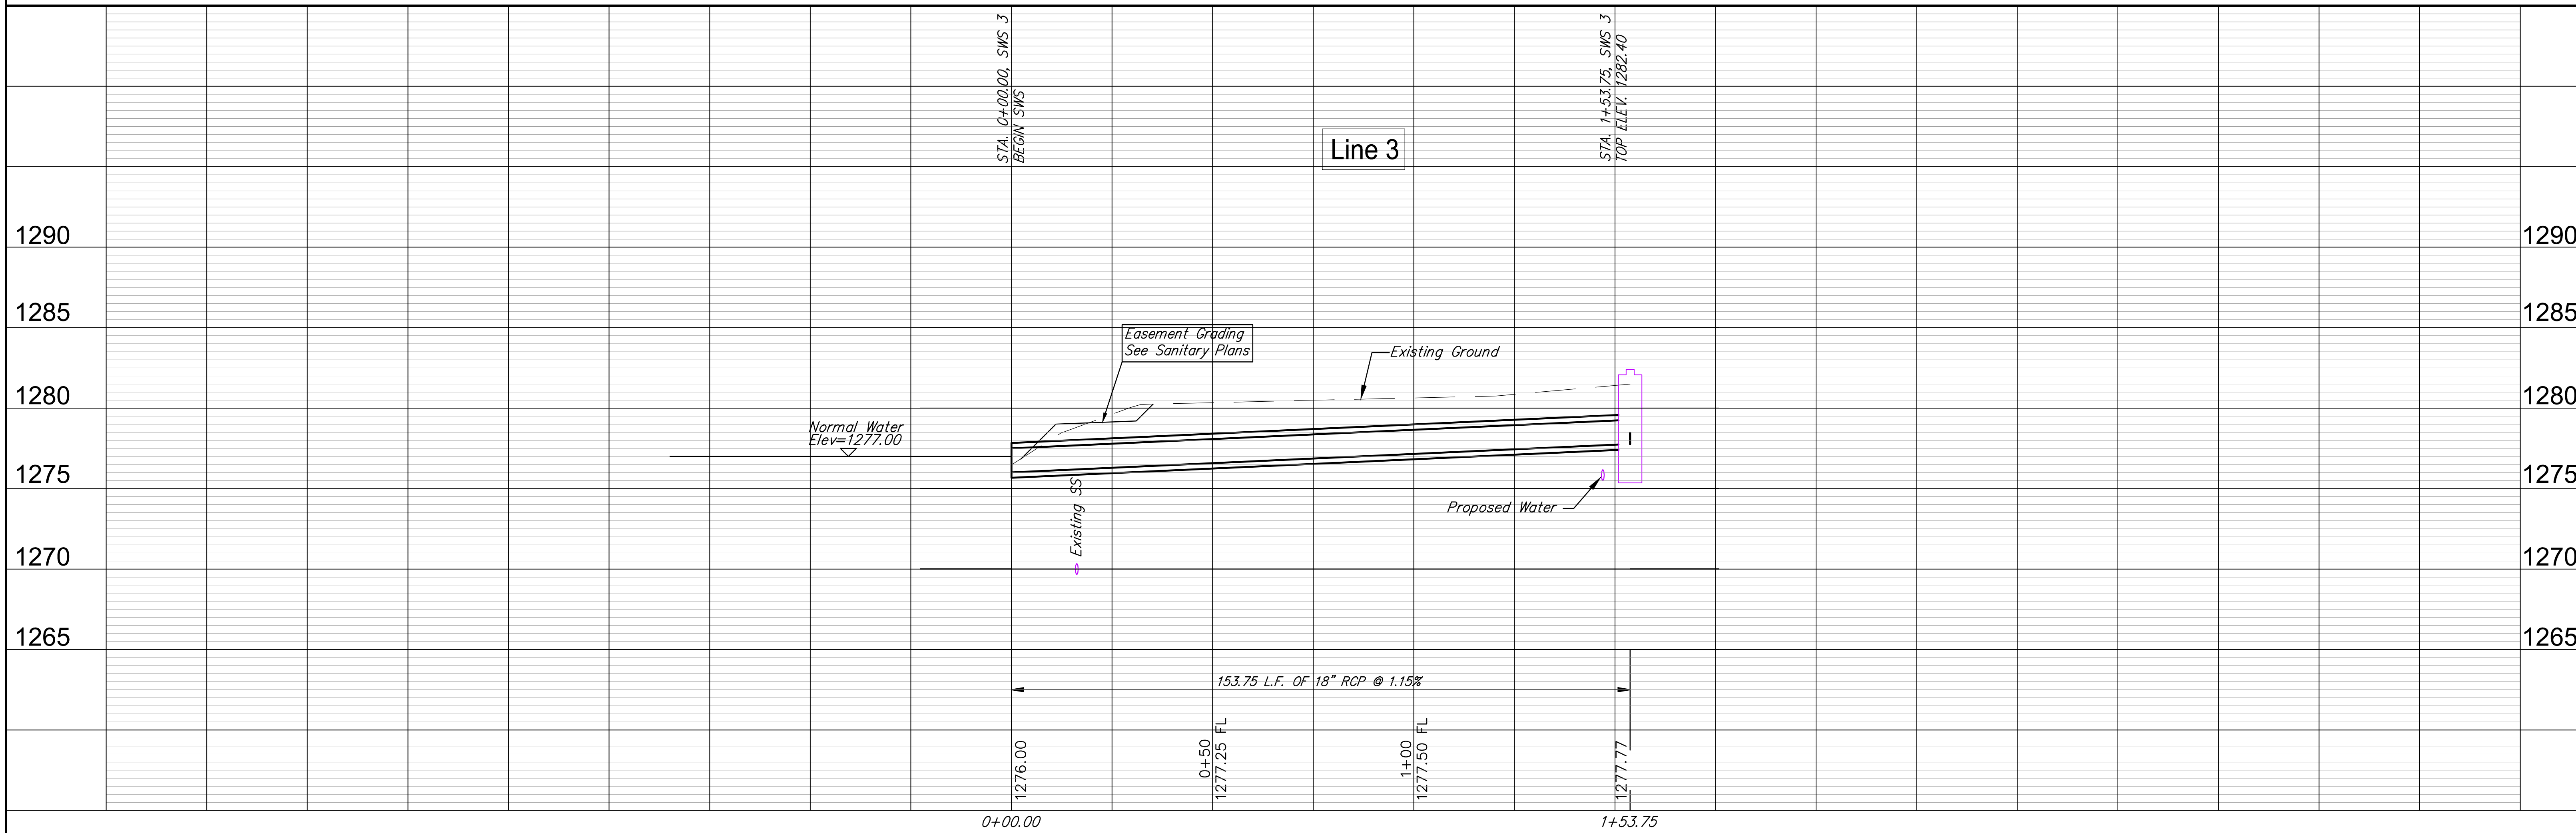 STA. 0+00.00, SWS 3
BEGIN SWS
STA. 1+53.75, SWS 3
TOP ELEV. 1282.40
Line 3
1290
1290
1285
1285
Easement Grading
See Sanitary Plans
Existing Ground
1280
1280
Normal Water
Elev=1277.00
1275
1275
Existing SS
Proposed Water
1270
1270
1265
1265
153.75 L.F. OF 18" RCP @ 1.15%
1276.00
0+50
1277.25 FL
1+00
1277.50 FL
1277.77
0+00.00
1+53.75